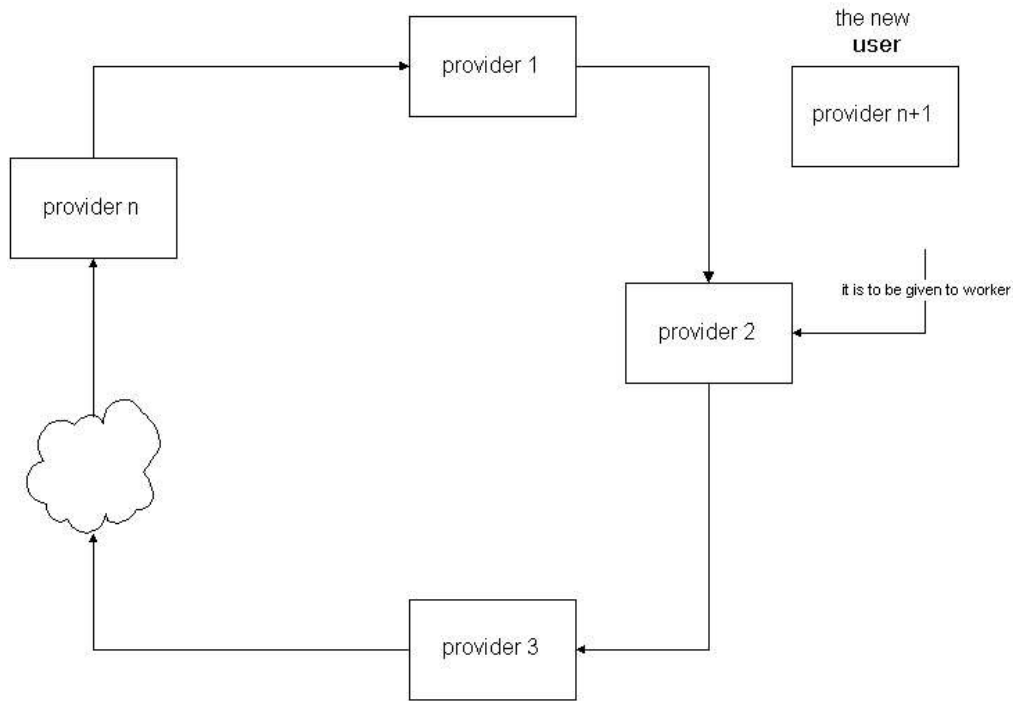 the new
user
provider 1
provider n+1
provider n
it is to be given to worker
provider 2
provider 3